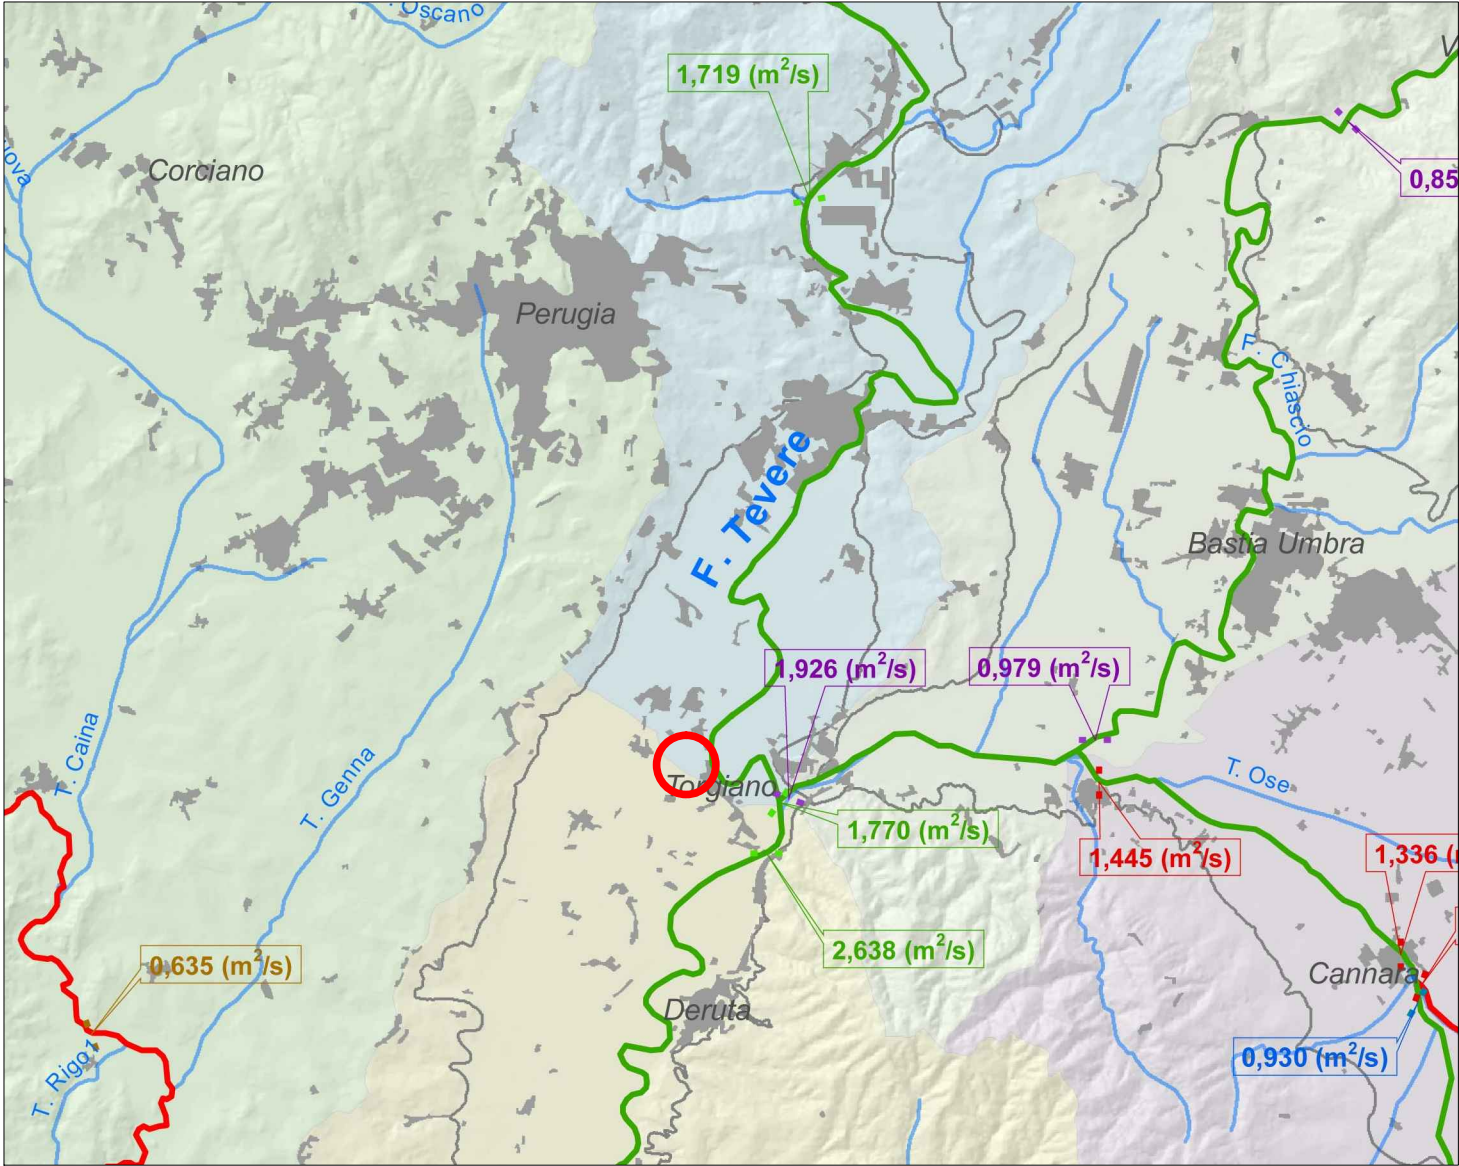 Oscano
V
1,719 (m²/s)
uova
Corciano
0,85
Perugia
F. Chiascio
F. Tevere
Bastia Umbra
1,926 (m²/s)
0,979 (m²/s)
T. Caina
T. Genna
Torgiano
T. Ose
1,770 (m²/s)
1,445 (m²/s)
1,336 (
2,638 (m²/s)
0,635 (m²/s)
Cannara
Deruta
0,930 (m²/s)
T. Rigo 1